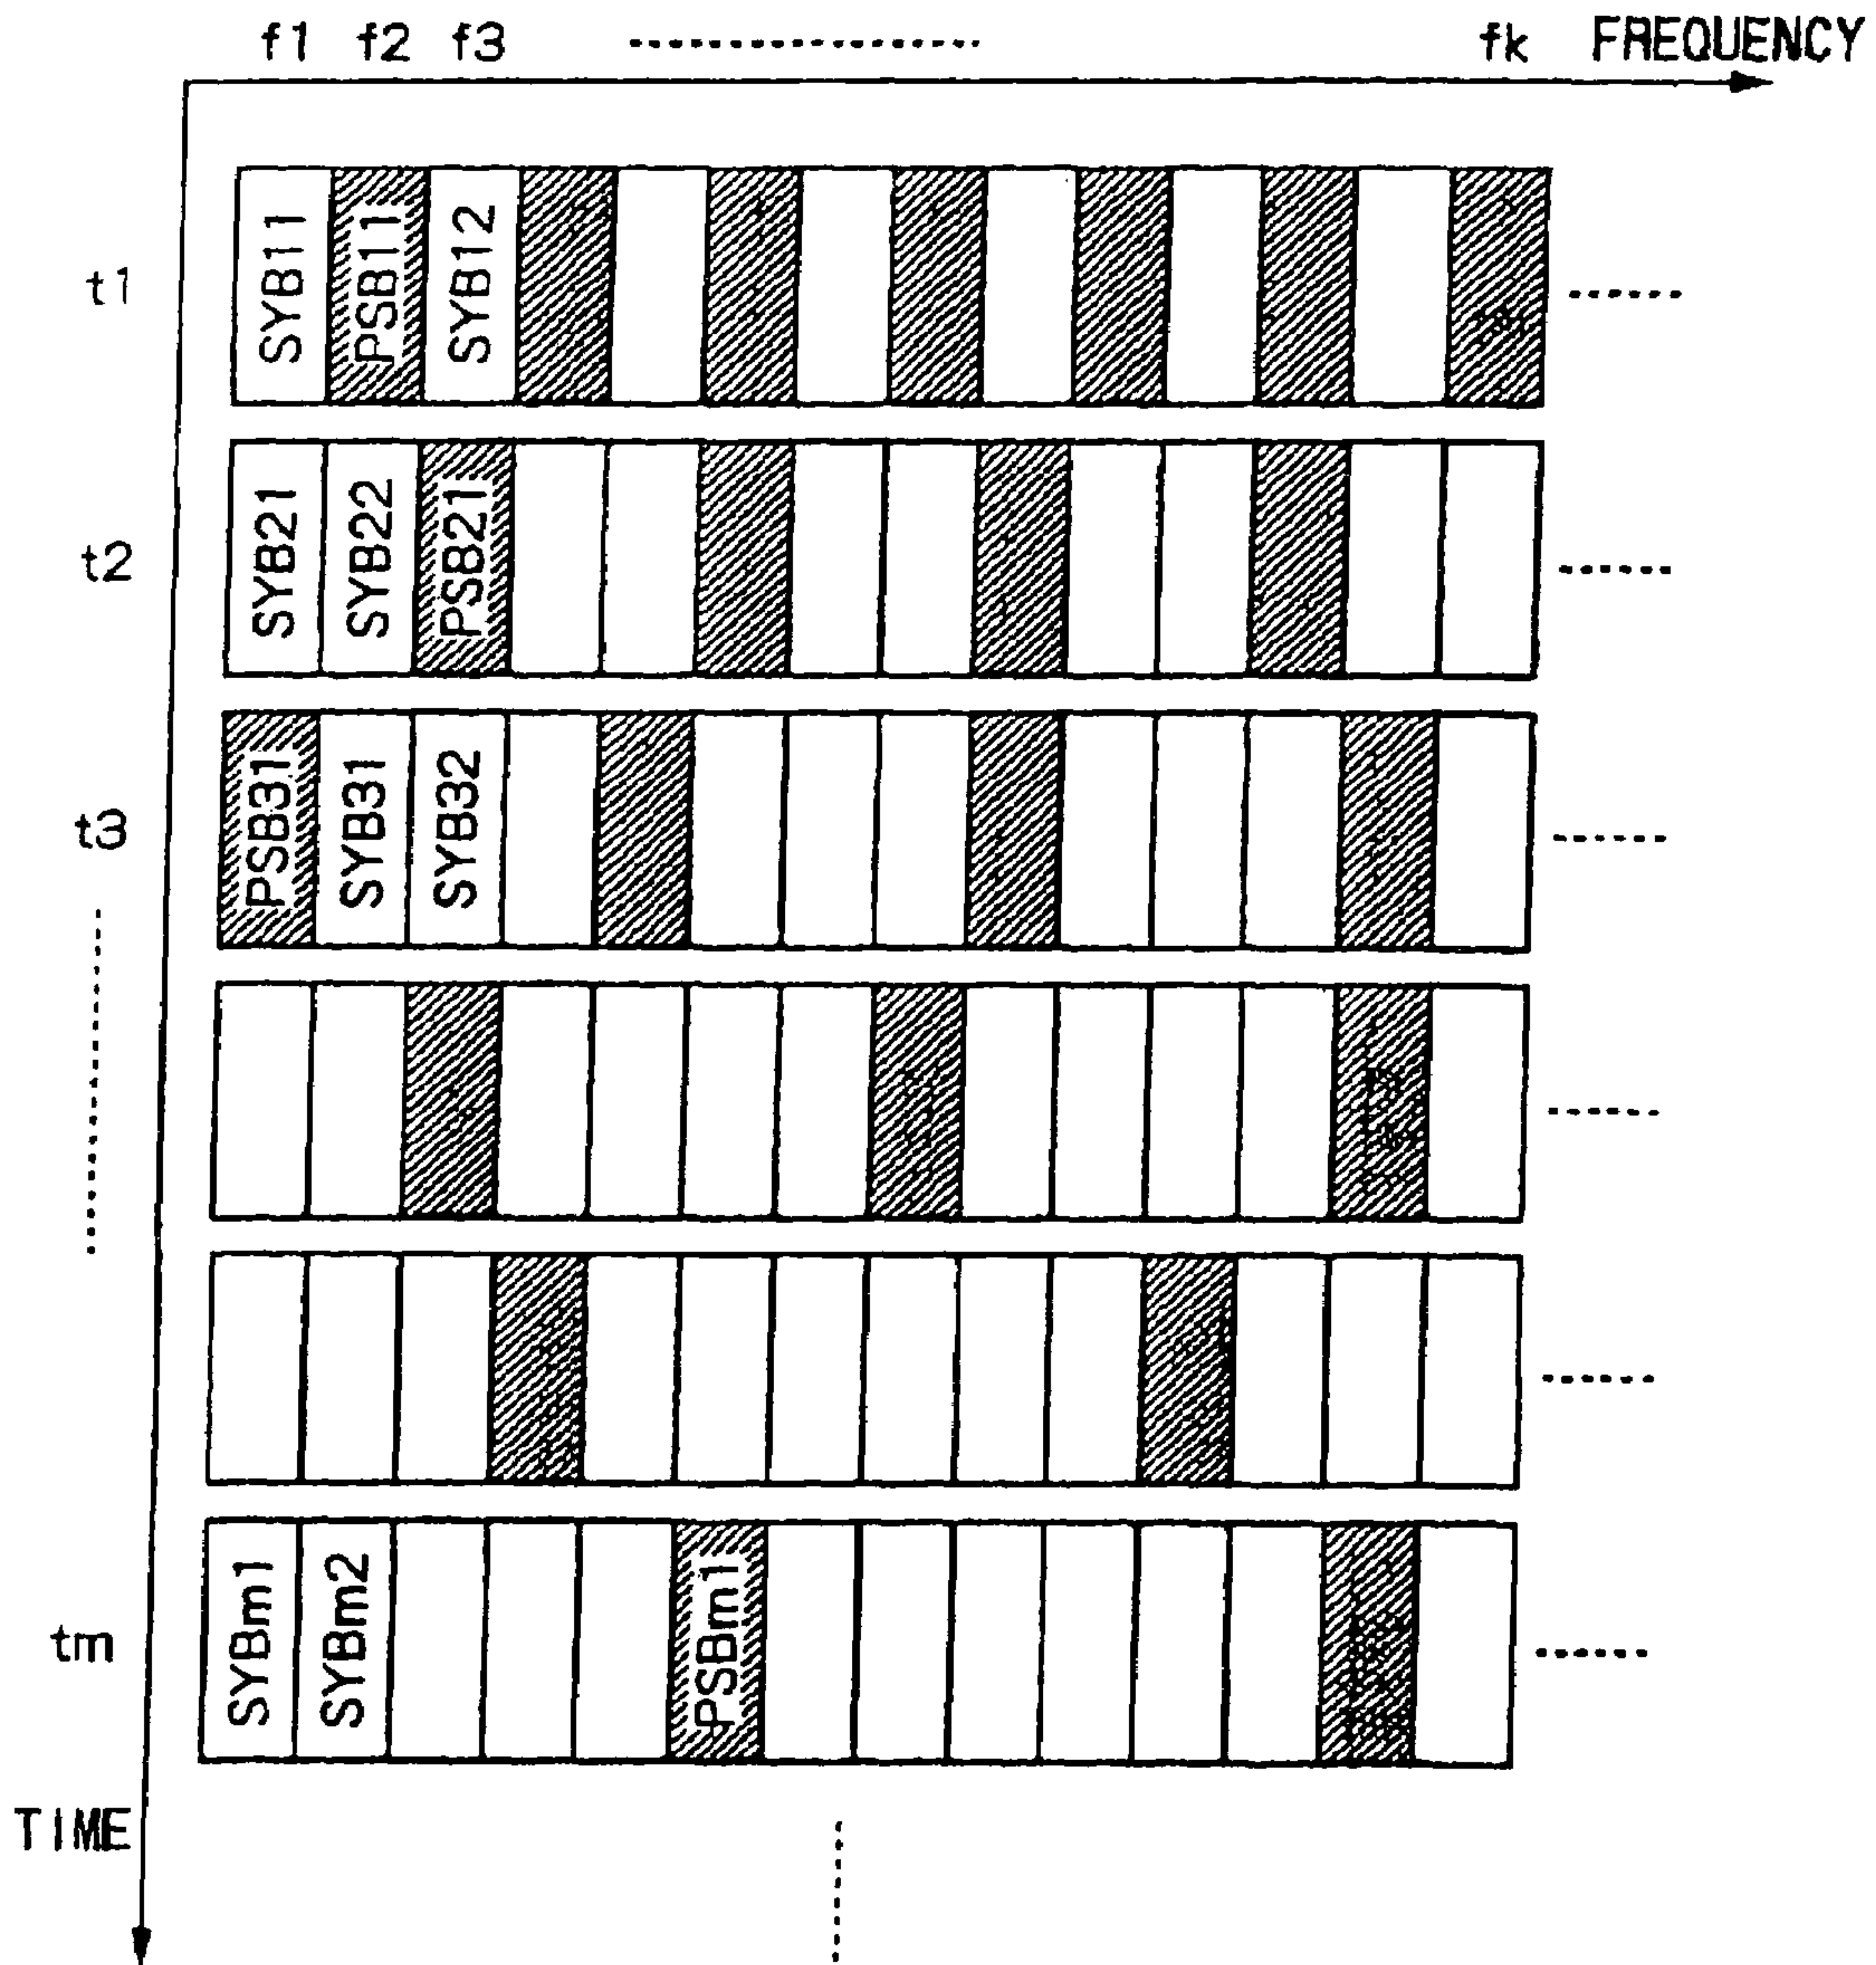 f1 f2 f3 fk FREQUENCY
t1 SYB11 PSB11 SYB12
t2 SYB21 SYB22 PSB21
t3 PSB31 SYB31 SYB32
tm SYBm1 SYBm2 PSBm1
TIME